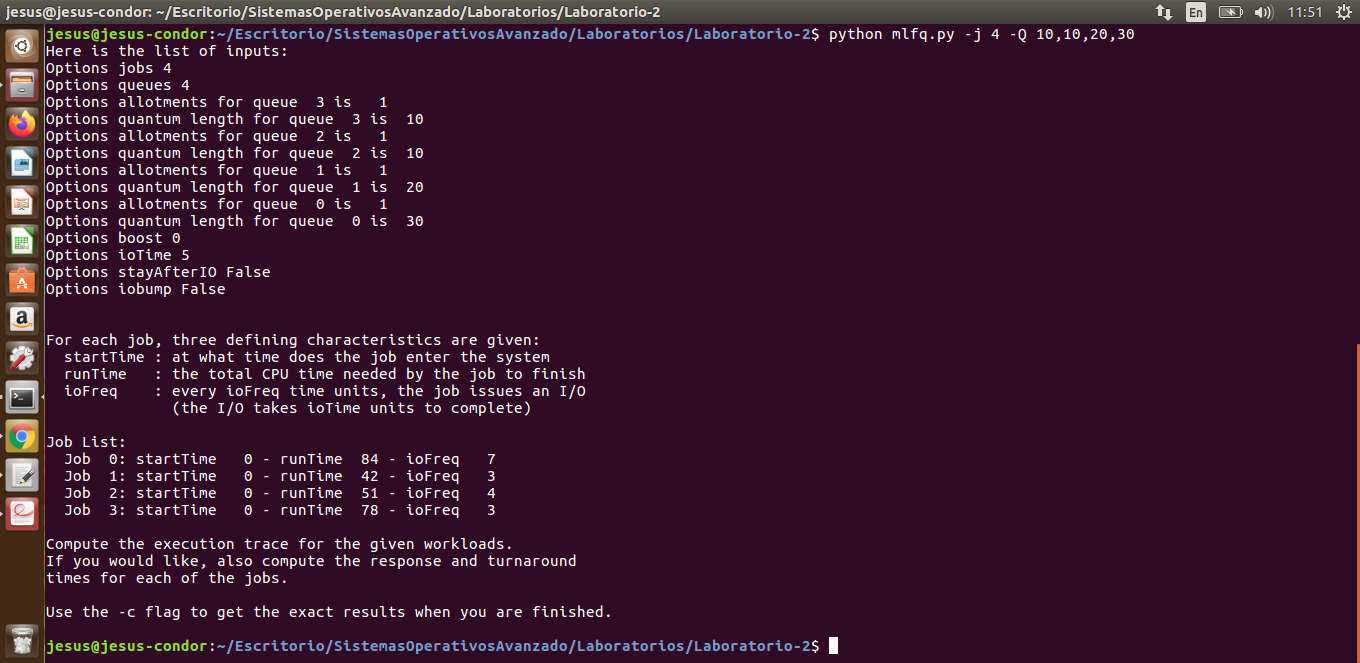 jesus@jesus-condor: ~/Escritorio/SistemasOperativosAvanzado/Laboratorios/Laboratorio-2
En
11:51
jesus@jesus-condor:~/Escritorio/SistemasOperativosAvanzado/Laboratorios/Laboratorio-2$ python mlfq.py -j 4 -Q 10,10,20,30
Here is the list of inputs:
Options jobs 4
Options queues 4
Options allotments for queue  3 is   1
Options quantum length for queue  3 is  10
Options allotments for queue  2 is   1
Options quantum length for queue  2 is  10
Options allotments for queue  1 is   1
Options quantum length for queue  1 is  20
Options allotments for queue  0 is   1
Options quantum length for queue  0 is  30
Options boost 0
Options ioTime 5
Options stayAfterIO False
Options iobump False
For each job, three defining characteristics are given:
  startTime : at what time does the job enter the system
  runTime   : the total CPU time needed by the job to finish
  ioFreq    : every ioFreq time units, the job issues an I/O
              (the I/O takes ioTime units to complete)
Job List:
  Job  0: startTime   0 - runTime  84 - ioFreq   7
  Job  1: startTime   0 - runTime  42 - ioFreq   3
  Job  2: startTime   0 - runTime  51 - ioFreq   4
  Job  3: startTime   0 - runTime  78 - ioFreq   3
Compute the execution trace for the given workloads.
If you would like, also compute the response and turnaround
times for each of the jobs.
Use the -c flag to get the exact results when you are finished.
jesus@jesus-condor:~/Escritorio/SistemasOperativosAvanzado/Laboratorios/Laboratorio-2$